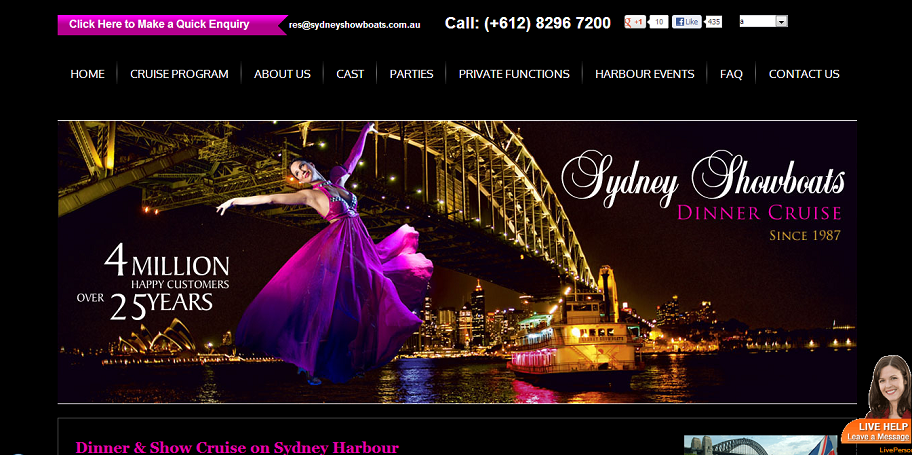 Click Here to Make a Quick Enquiry
res@sydneyshowboats.com.au
Call: (+612) 8296 7200
+1 10
Like 435
a
HOME CRUISE PROGRAM ABOUT US CAST PARTIES PRIVATE FUNCTIONS HARBOUR EVENTS FAQ CONTACT US
Sydney Showboats
DINNER CRUISE
SINCE 1987
4 MILLION
HAPPY CUSTOMERS
OVER 25 YEARS
LIVE HELP
Leave a Message
LivePerso
Dinner & Show Cruise on Sydney Harbour